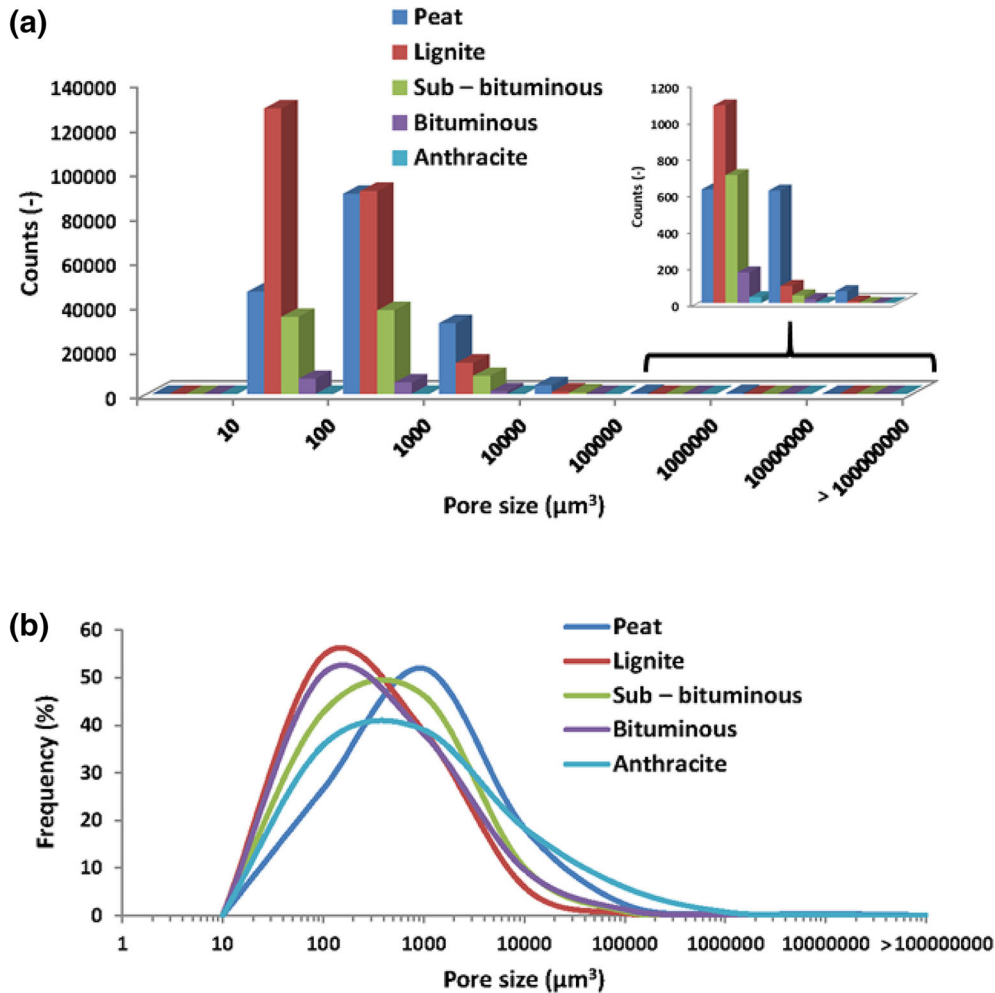 (a)
Peat
Lignite
Sub – bituminous
Bituminous
Anthracite
Counts (-)
140000
120000
100000
80000
60000
40000
20000
0
10
100
1000
10000
100000
1000000
10000000
> 100000000
Pore size (µm³)
Counts (-)
1200
1000
800
600
400
200
0
(b)
Peat
Lignite
Sub – bituminous
Bituminous
Anthracite
Frequency (%)
60
50
40
30
20
10
0
1
10
100
1000
10000
100000
1000000
10000000
>100000000
Pore size (µm³)